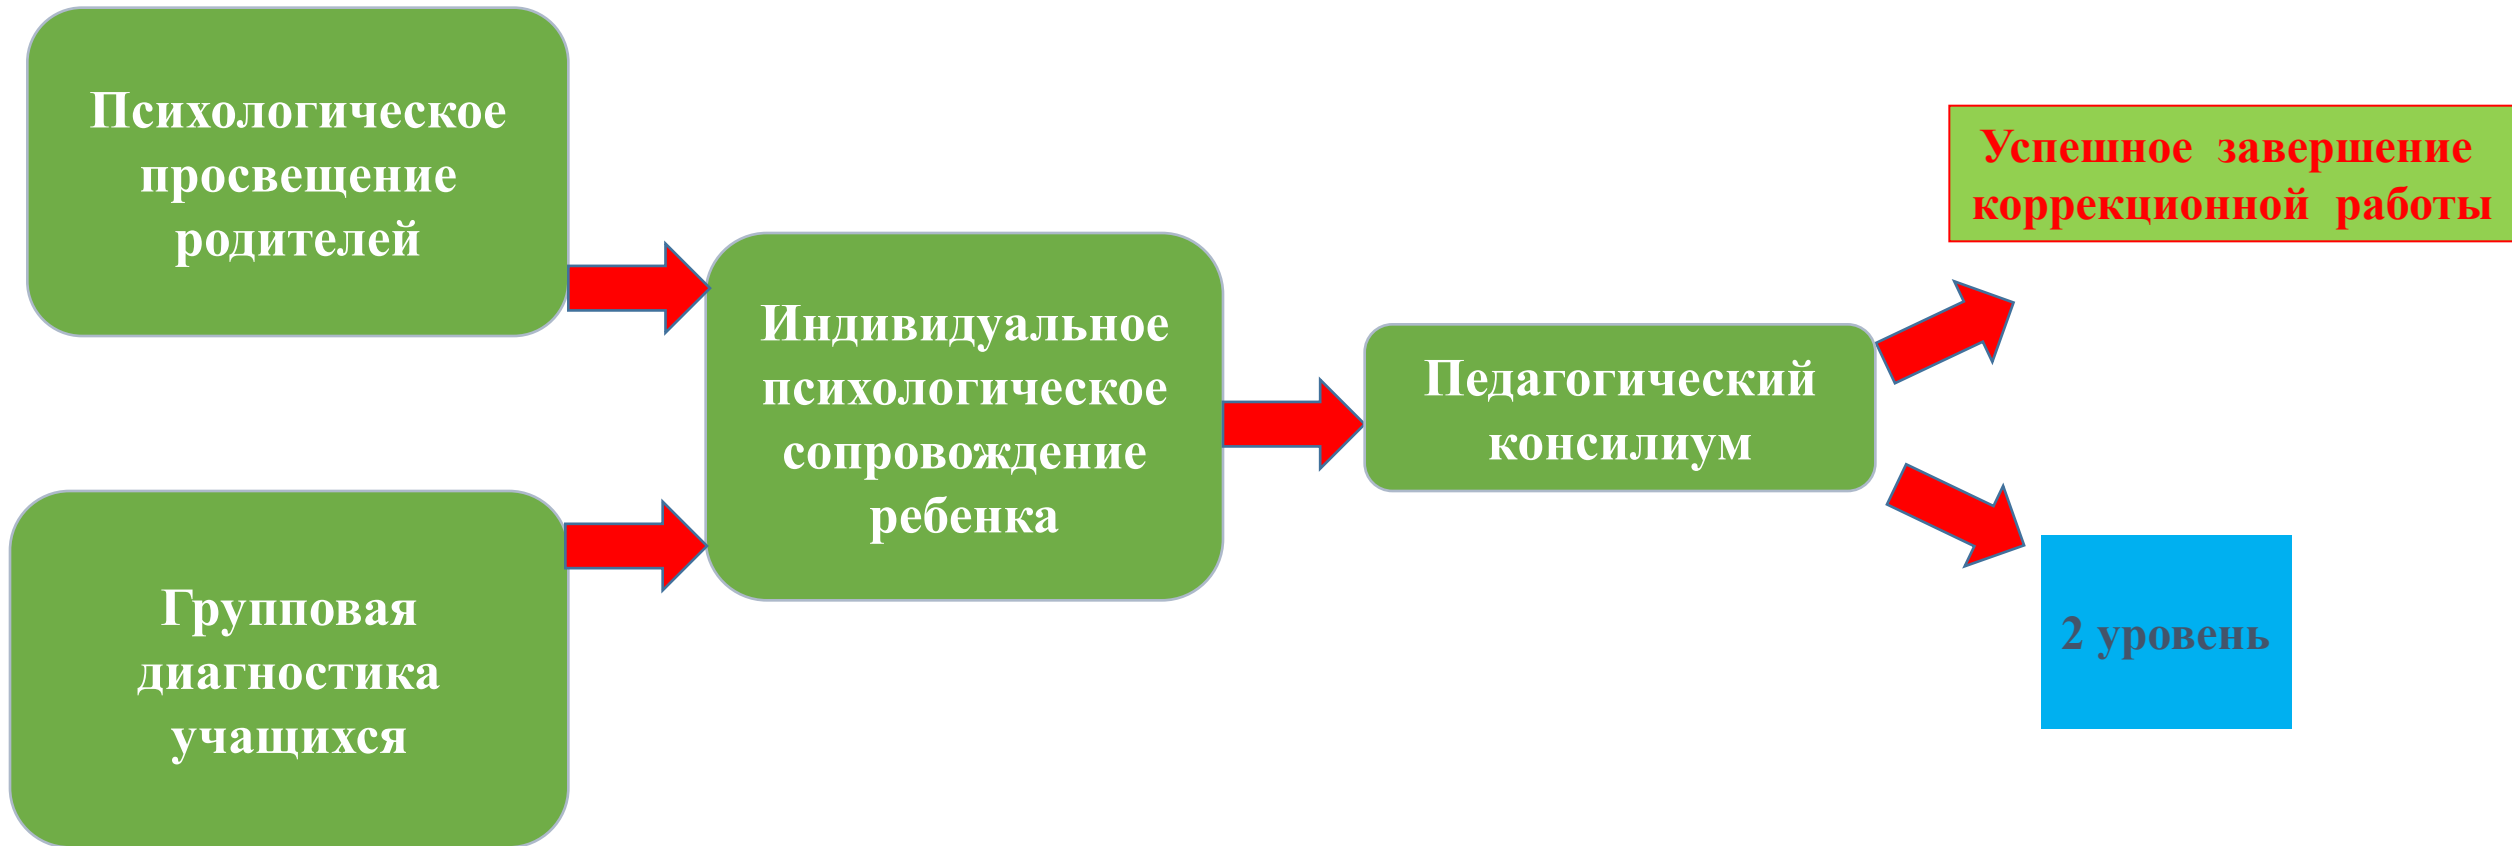 Психологическое
просвещение
родителей
Групповая
диагностика
учащихся
Индивидуальное
психологическое
сопровождение
ребенка
Педагогический
консилиум
Успешное завершение
коррекционной работы
2 уровень